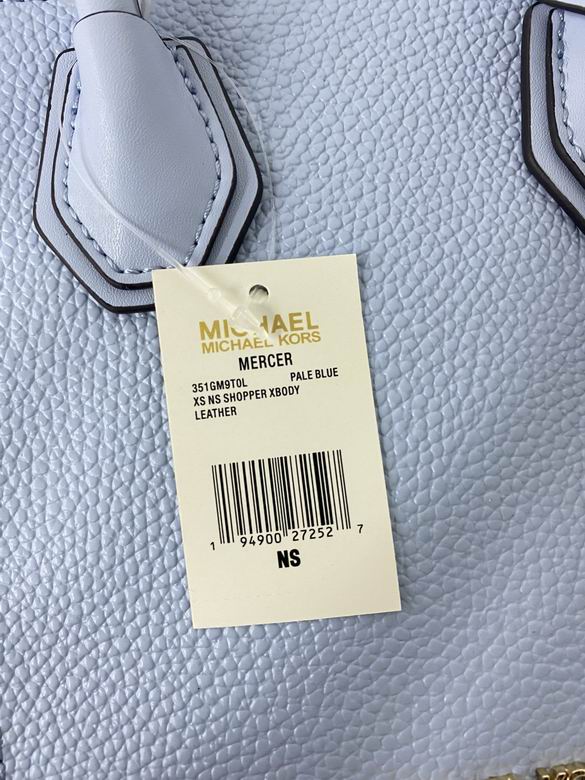 MICHAEL
MICHAEL KORS
MERCER
351GM9T0L PALE BLUE
XS NS SHOPPER XBODY
LEATHER
1 94900 27252 7
NS